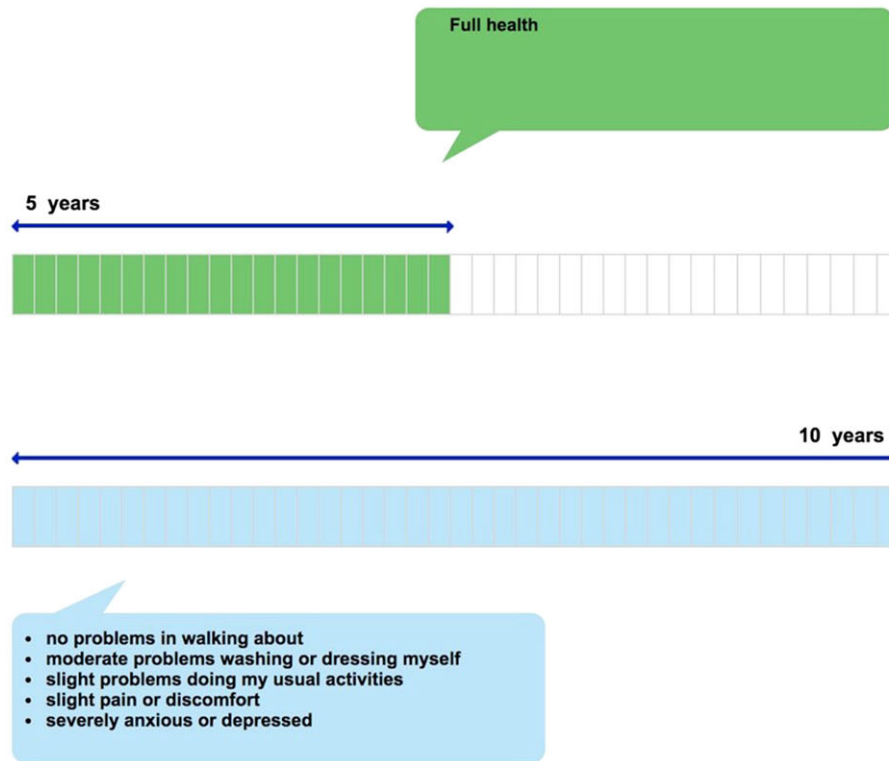 Full health
5 years
10 years
• no problems in walking about
• moderate problems washing or dressing myself
• slight problems doing my usual activities
• slight pain or discomfort
• severely anxious or depressed